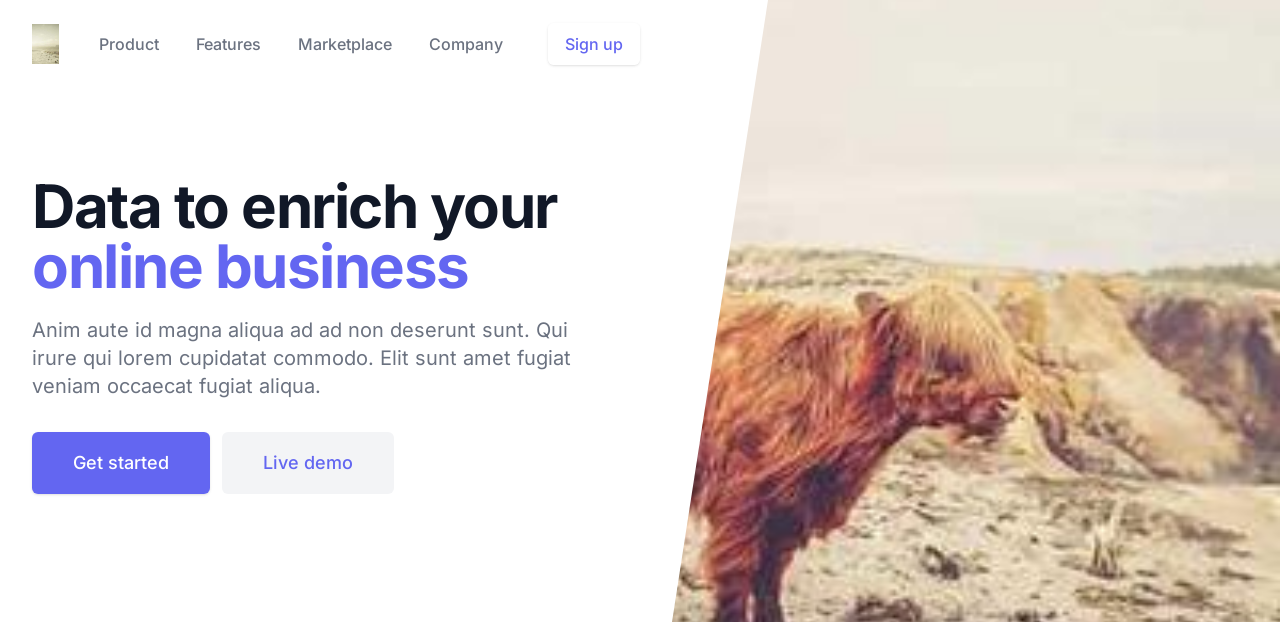 Product Features Marketplace Company Sign up
Data to enrich your
online business
Anim aute id magna aliqua ad ad non deserunt sunt. Qui
irure qui lorem cupidatat commodo. Elit sunt amet fugiat
veniam occaecat fugiat aliqua.
Get started Live demo